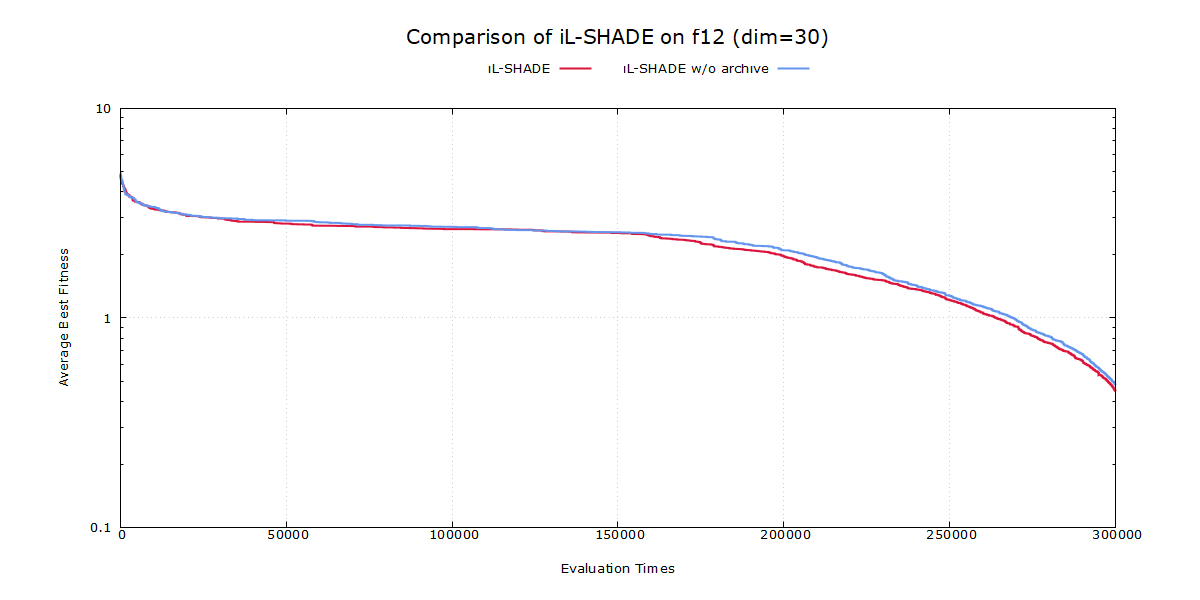 Comparison of iL-SHADE on f12 (dim=30)
iL-SHADE
iL-SHADE w/o archive
10
1
0.1
Average Best Fitness
0
50000
100000
150000
200000
250000
300000
Evaluation Times